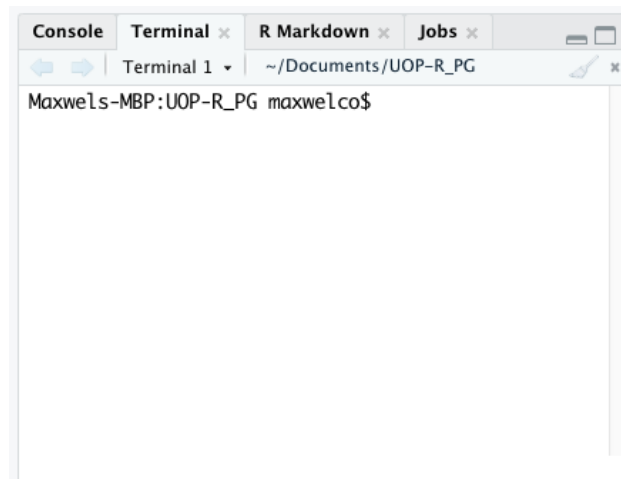 Console Terminal R Markdown Jobs
Terminal 1 ~/Documents/UOP-R_PG
Maxwels-MBP:UOP-R_PG maxwelco$